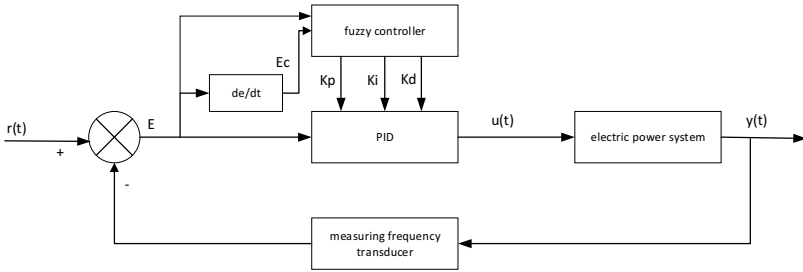 fuzzy controller
Ec
Kp
Ki
Kd
de/dt
r(t)
E
u(t)
y(t)
PID
electric power system
+
-
measuring frequency
transducer